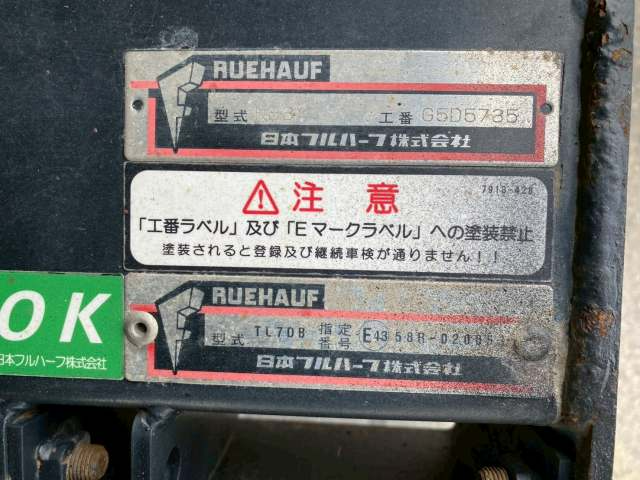 RUEHAUF
型式 工番 G5D5735
日本フルハーフ株式会社
注意
7913-428
「工番ラベル」及び「Eマークラベル」への塗装禁止
塗装されると登録及び継続車検が通りません!!
OK
日本フルハーフ株式会社
RUEHAUF
型式 TL70B 指定番号 E43 58R-0208
日本フルハーフ株式会社